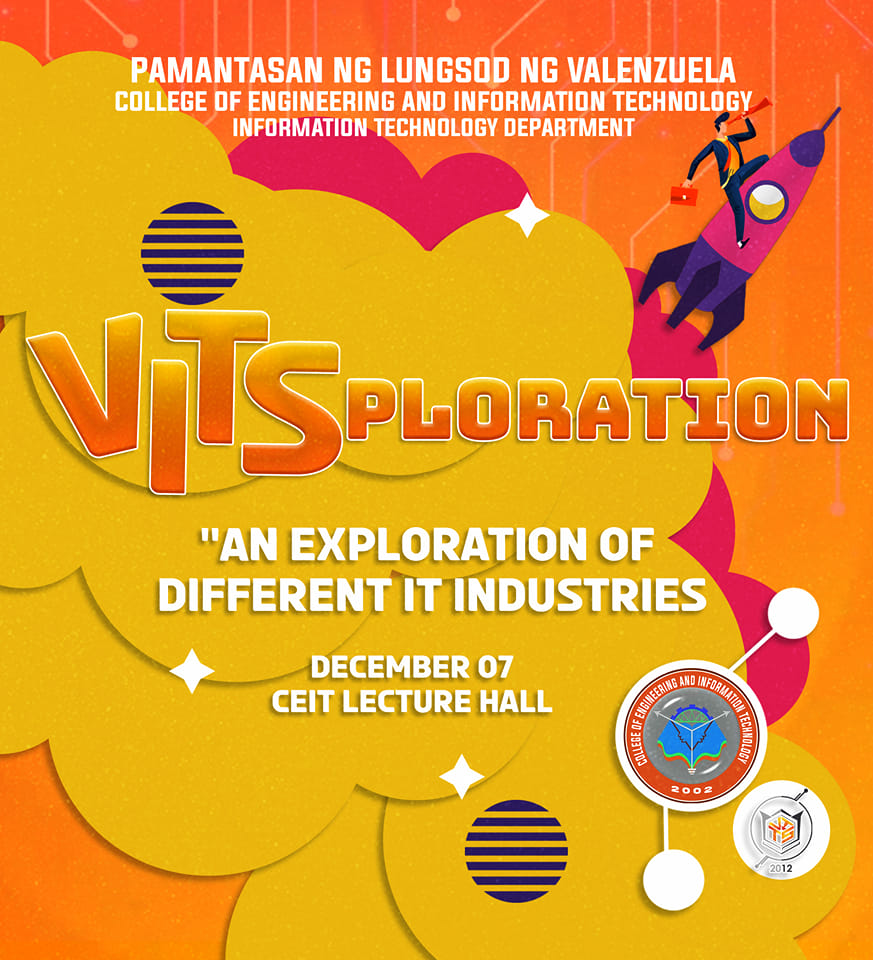 PAMANTASAN NG LUNGSOD NG VALENZUELA
COLLEGE OF ENGINEERING AND INFORMATION TECHNOLOGY
INFORMATION TECHNOLOGY DEPARTMENT
VITSPLORATION
"AN EXPLORATION OF
DIFFERENT IT INDUSTRIES
DECEMBER 07
CEIT LECTURE HALL
COLLEGE OF ENGINEERING AND INFORMATION TECHNOLOGY
2002
VITS
2012